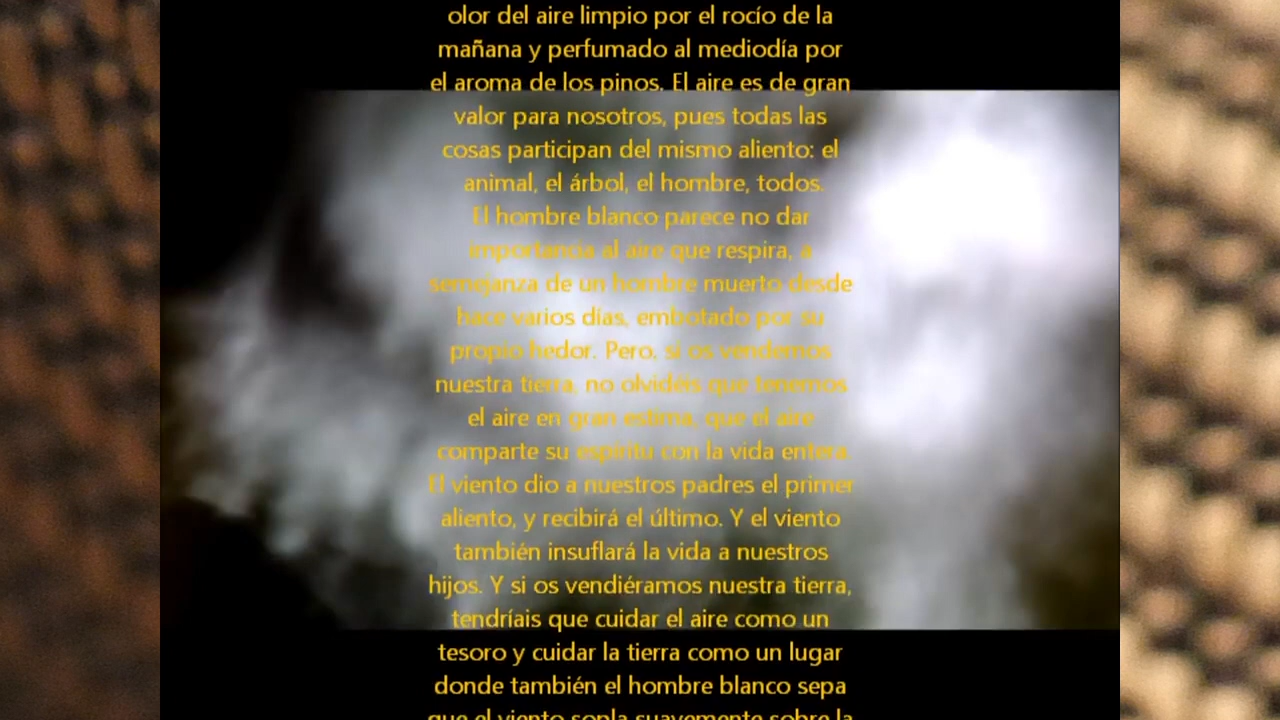 olor del aire limpio por el rocío de la
mañana y perfumado al mediodía por
el aroma de los pinos. El aire es de gran
valor para nosotros, pues todas las
cosas participan del mismo aliento: el
animal, el árbol, el hombre, todos.
El hombre blanco parece no dar
importancia al aire que respira, a
semejanza de un hombre muerto desde
hace varios días, embotado por su
propio hedor. Pero, si os vendemos
nuestra tierra, no olvidéis que tenemos
el aire en gran estima, que el aire
comparte su espíritu con la vida entera.
El viento dio a nuestros padres el primer
aliento, y recibirá el último. Y el viento
también insuflará la vida a nuestros
hijos. Y si os vendiéramos nuestra tierra,
tendríais que cuidar el aire como un
tesoro y cuidar la tierra como un lugar
donde también el hombre blanco sepa
que el viento sopla suavemente sobre la